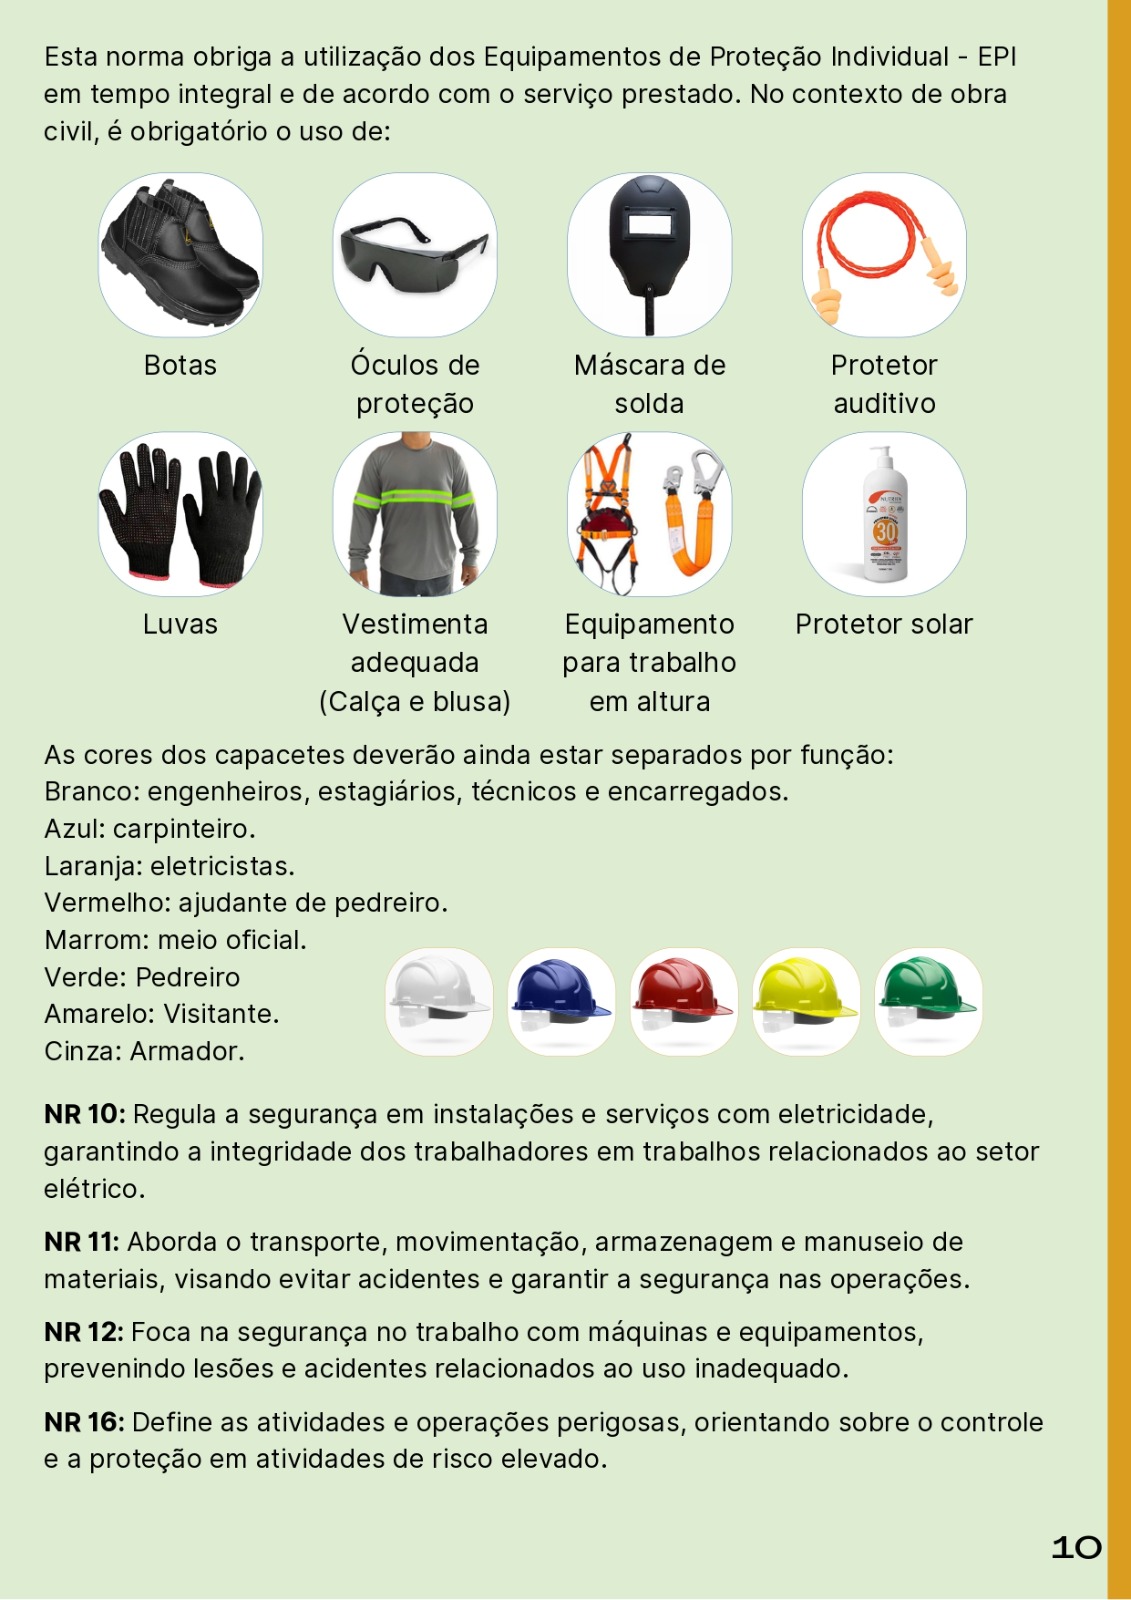 Esta norma obriga a utilização dos Equipamentos de Proteção Individual - EPI
em tempo integral e de acordo com o serviço prestado. No contexto de obra
civil, é obrigatório o uso de:
Botas
Óculos de
proteção
Máscara de
solda
Protetor
auditivo
30
Luvas
Vestimenta
adequada
(Calça e blusa)
Equipamento
para trabalho
em altura
Protetor solar
As cores dos capacetes deverão ainda estar separados por função:
Branco: engenheiros, estagiários, técnicos e encarregados.
Azul: carpinteiro.
Laranja: eletricistas.
Vermelho: ajudante de pedreiro.
Marrom: meio oficial.
Verde: Pedreiro
Amarelo: Visitante.
Cinza: Armador.
NR 10: Regula a segurança em instalações e serviços com eletricidade,
garantindo a integridade dos trabalhadores em trabalhos relacionados ao setor
elétrico.
NR 11: Aborda o transporte, movimentação, armazenagem e manuseio de
materiais, visando evitar acidentes e garantir a segurança nas operações.
NR 12: Foca na segurança no trabalho com máquinas e equipamentos,
prevenindo lesões e acidentes relacionados ao uso inadequado.
NR 16: Define as atividades e operações perigosas, orientando sobre o controle
e a proteção em atividades de risco elevado.
10